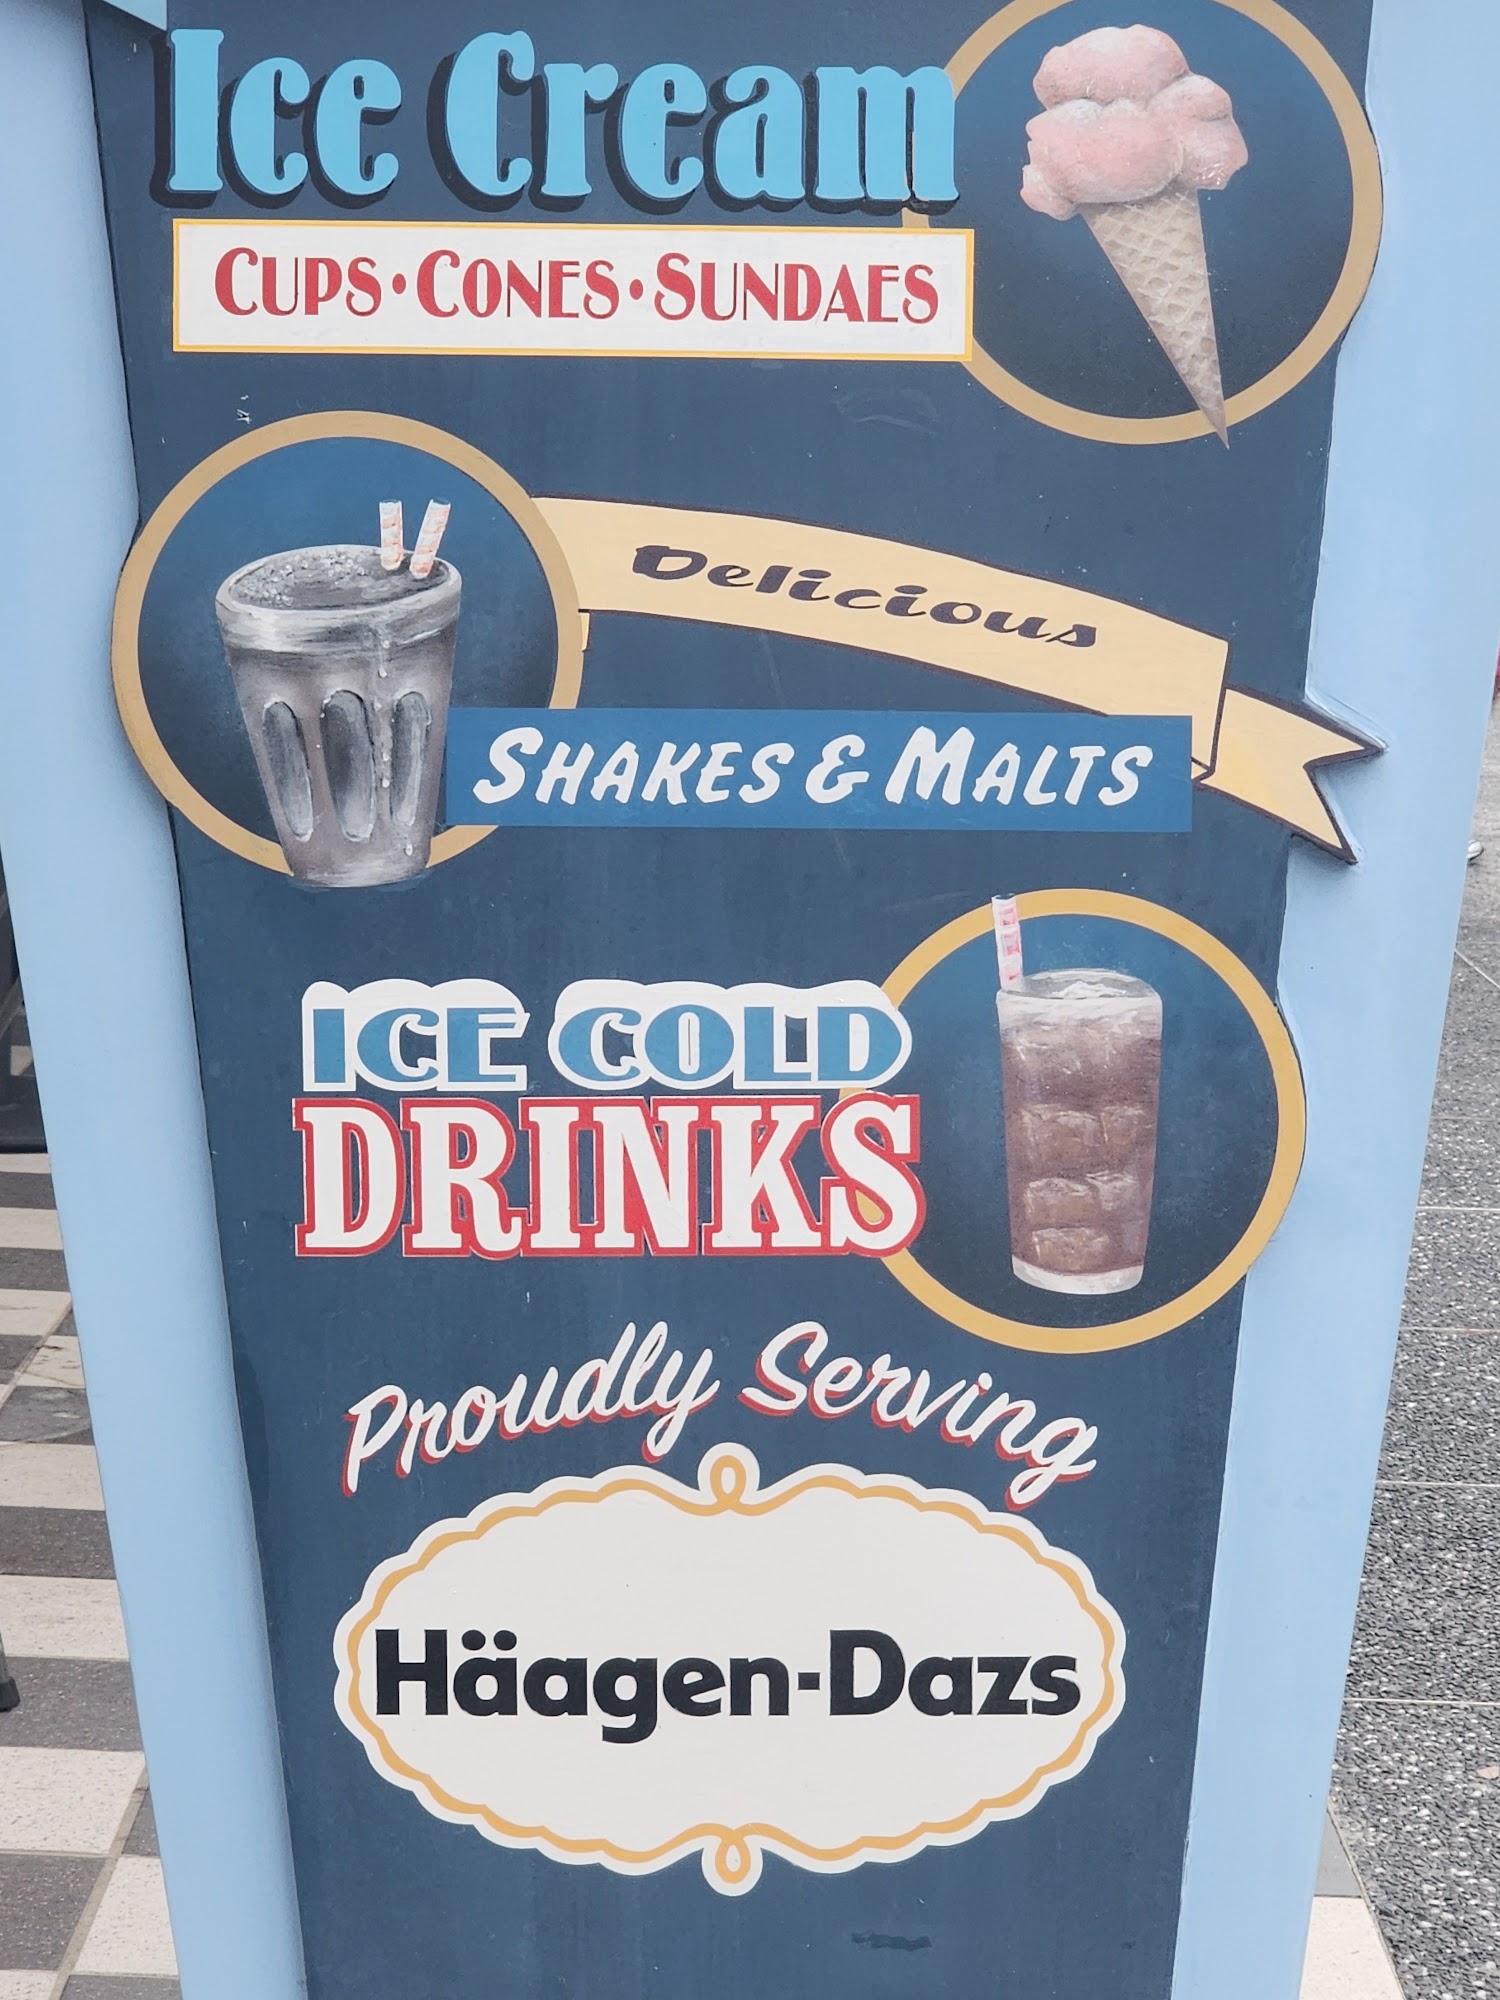 Ice Cream
CUPS • CONES • SUNDAES
Delicious
SHAKES & MALTS
ICE COLD
DRINKS
Proudly Serving
Häagen-Dazs